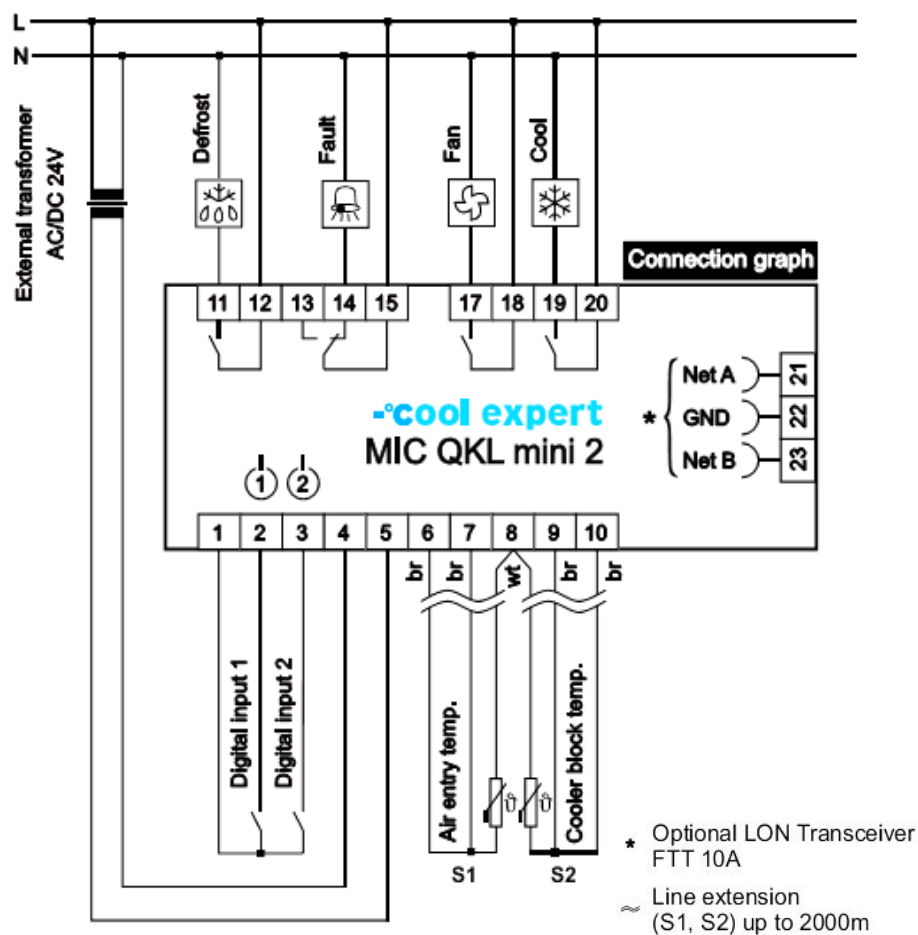 L
N
External transformer
AC/DC 24V
Defrost
Fault
Fan
Cool
Connection graph
11 12 13 14 15 17 18 19 20
Net A 21
* GND 22
Net B 23
-°cool expert
MIC QKL mini 2
1 2
1 2 3 4 5 6 7 8 9 10
br br wt br br
Digital input 1
Digital input 2
Air entry temp.
ϑ ϑ
Cooler block temp.
S1 S2
* Optional LON Transceiver
FTT 10A
≈ Line extension
(S1, S2) up to 2000m